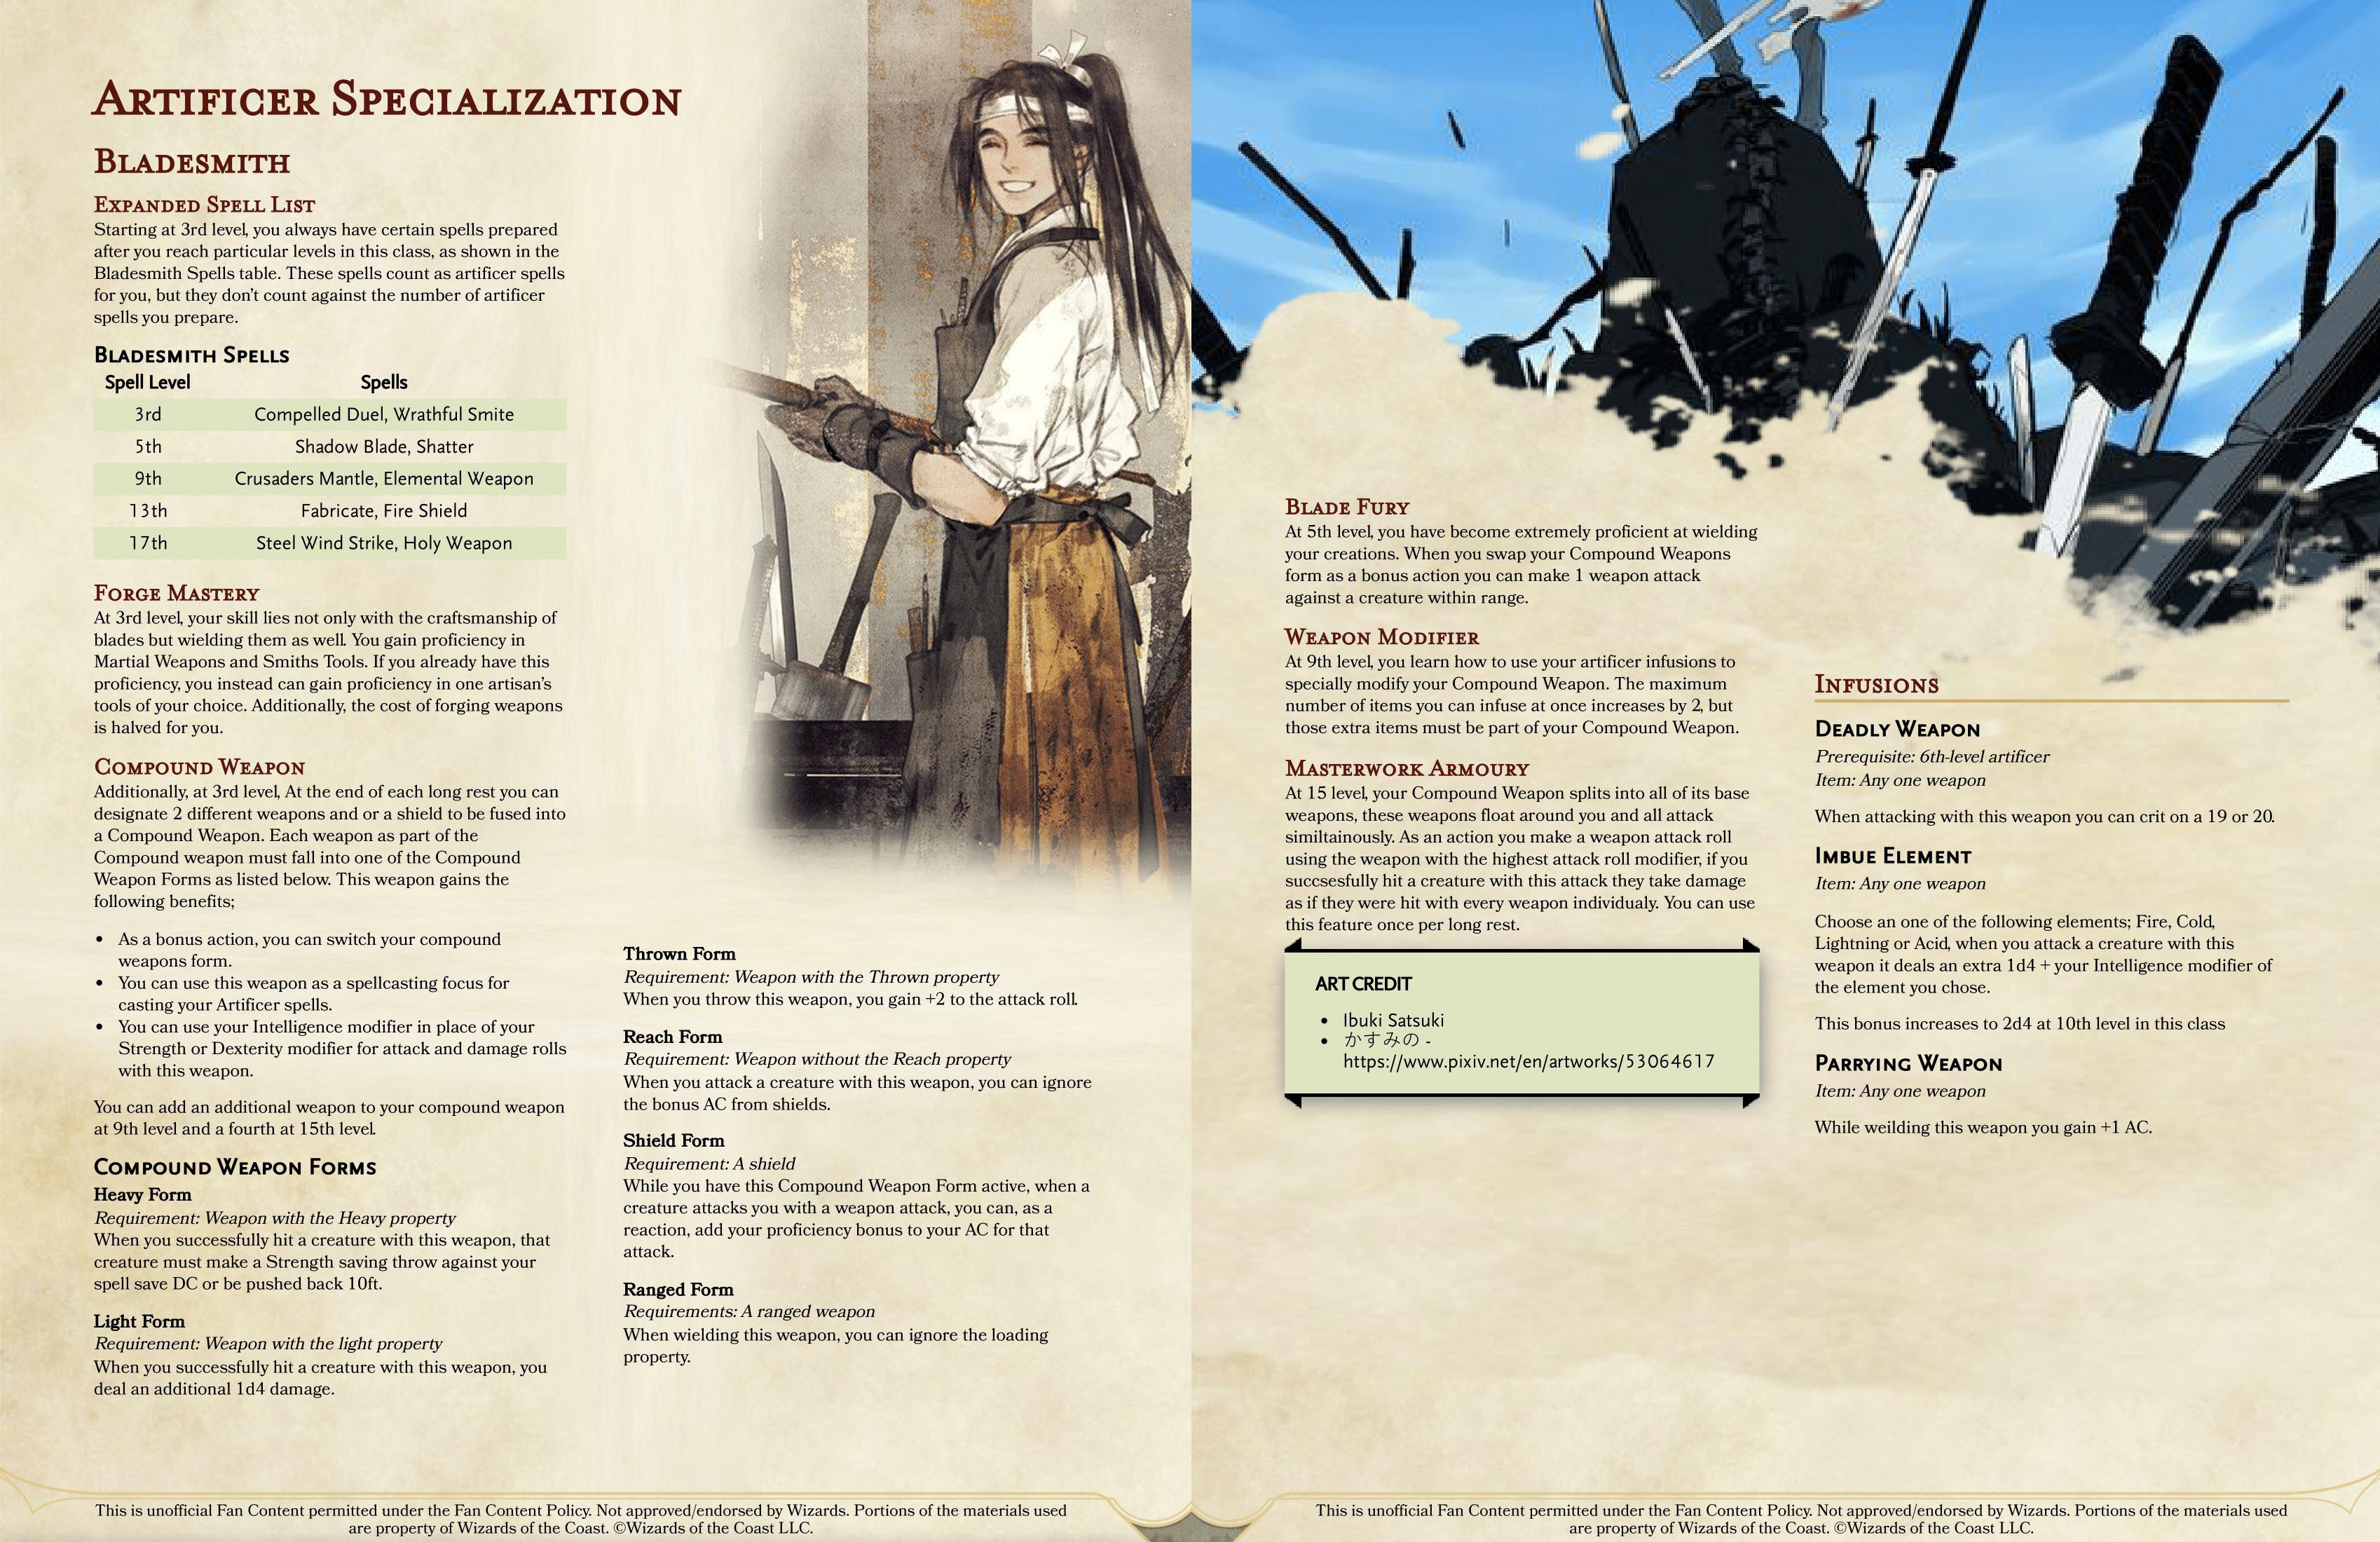 Artificer Specialization
Bladesmith
Expanded Spell List
Starting at 3rd level, you always have certain spells prepared
after you reach particular levels in this class, as shown in the
Bladesmith Spells table. These spells count as artificer spells
for you, but they don't count against the number of artificer
spells you prepare.
Bladesmith Spells
Spell Level Spells
3rd Compelled Duel, Wrathful Smite
5th Shadow Blade, Shatter
9th Crusaders Mantle, Elemental Weapon
13th Fabricate, Fire Shield
17th Steel Wind Strike, Holy Weapon
Forge Mastery
At 3rd level, your skill lies not only with the craftsmanship of
blades but wielding them as well. You gain proficiency in
Martial Weapons and Smiths Tools. If you already have this
proficiency, you instead can gain proficiency in one artisan's
tools of your choice. Additionally, the cost of forging weapons
is halved for you.
Compound Weapon
Additionally, at 3rd level, At the end of each long rest you can
designate 2 different weapons and or a shield to be fused into
a Compound Weapon. Each weapon as part of the
Compound weapon must fall into one of the Compound
Weapon Forms as listed below. This weapon gains the
following benefits;
• As a bonus action, you can switch your compound
weapons form.
• You can use this weapon as a spellcasting focus for
casting your Artificer spells.
• You can use your Intelligence modifier in place of your
Strength or Dexterity modifier for attack and damage rolls
with this weapon.
You can add an additional weapon to your compound weapon
at 9th level and a fourth at 15th level.
Compound Weapon Forms
Heavy Form
Requirement: Weapon with the Heavy property
When you successfully hit a creature with this weapon, that
creature must make a Strength saving throw against your
spell save DC or be pushed back 10ft.
Light Form
Requirement: Weapon with the light property
When you successfully hit a creature with this weapon, you
deal an additional 1d4 damage.
Thrown Form
Requirement: Weapon with the Thrown property
When you throw this weapon, you gain +2 to the attack roll.
Reach Form
Requirement: Weapon without the Reach property
When you attack a creature with this weapon, you can ignore
the bonus AC from shields.
Shield Form
Requirement: A shield
While you have this Compound Weapon Form active, when a
creature attacks you with a weapon attack, you can, as a
reaction, add your proficiency bonus to your AC for that
attack.
Ranged Form
Requirements: A ranged weapon
When wielding this weapon, you can ignore the loading
property.
This is unofficial Fan Content permitted under the Fan Content Policy. Not approved/endorsed by Wizards. Portions of the materials used
are property of Wizards of the Coast. ©Wizards of the Coast LLC.
Blade Fury
At 5th level, you have become extremely proficient at wielding
your creations. When you swap your Compound Weapons
form as a bonus action you can make 1 weapon attack
against a creature within range.
Weapon Modifier
At 9th level, you learn how to use your artificer infusions to
specially modify your Compound Weapon. The maximum
number of items you can infuse at once increases by 2, but
those extra items must be part of your Compound Weapon.
Masterwork Armoury
At 15 level, your Compound Weapon splits into all of its base
weapons, these weapons float around you and all attack
similtainously. As an action you make a weapon attack roll
using the weapon with the highest attack roll modifier, if you
succsesfully hit a creature with this attack they take damage
as if they were hit with every weapon individualy. You can use
this feature once per long rest.
ART CREDIT
• Ibuki Satsuki
• かすみの -
https://www.pixiv.net/en/artworks/53064617
Infusions
Deadly Weapon
Prerequisite: 6th-level artificer
Item: Any one weapon
When attacking with this weapon you can crit on a 19 or 20.
Imbue Element
Item: Any one weapon
Choose an one of the following elements; Fire, Cold,
Lightning or Acid, when you attack a creature with this
weapon it deals an extra 1d4 + your Intelligence modifier of
the element you chose.
This bonus increases to 2d4 at 10th level in this class
Parrying Weapon
Item: Any one weapon
While weilding this weapon you gain +1 AC.
This is unofficial Fan Content permitted under the Fan Content Policy. Not approved/endorsed by Wizards. Portions of the materials used
are property of Wizards of the Coast. ©Wizards of the Coast LLC.